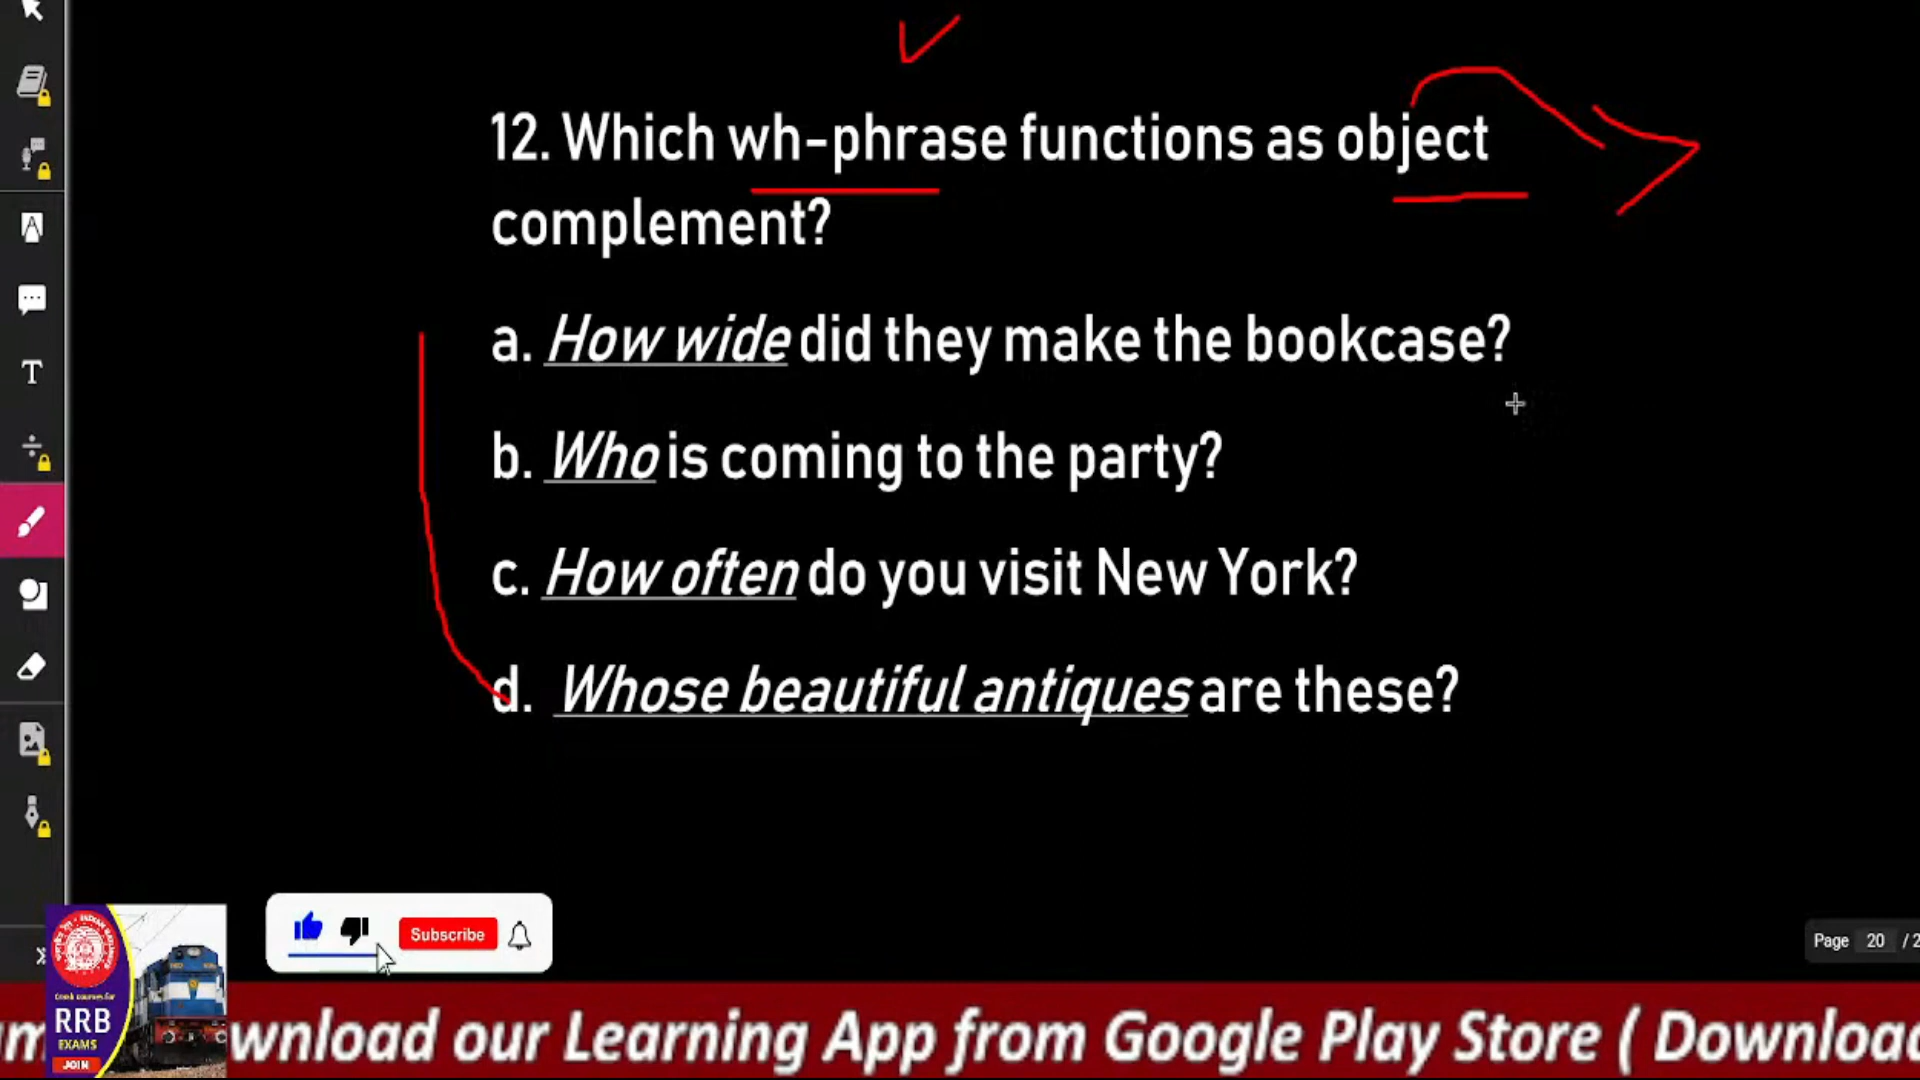 12. Which wh-phrase functions as object
complement?
a. How wide did they make the bookcase?
b. Who is coming to the party?
c. How often do you visit New York?
d. Whose beautiful antiques are these?
Subscribe
Page 20 / 2
RRB
EXAMS
JOIN
wnload our Learning App from Google Play Store ( Download